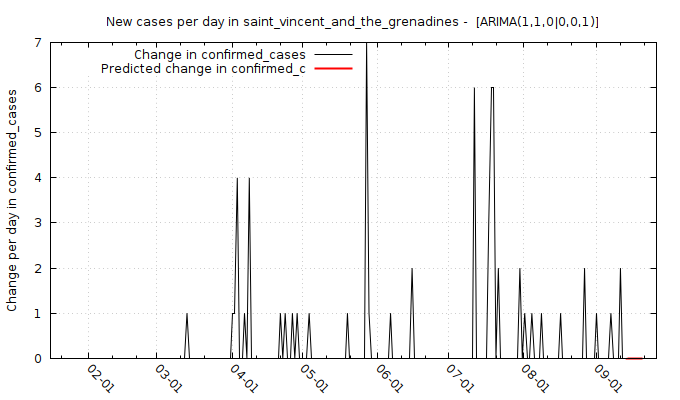 New cases per day in saint_vincent_and_the_grenadines - [ARIMA(1,1,0|0,0,1)]
Change in confirmed_cases
Predicted change in confirmed_c
Change per day in confirmed_cases
7
6
5
4
3
2
1
0
02-01 03-01 04-01 05-01 06-01 07-01 08-01 09-01